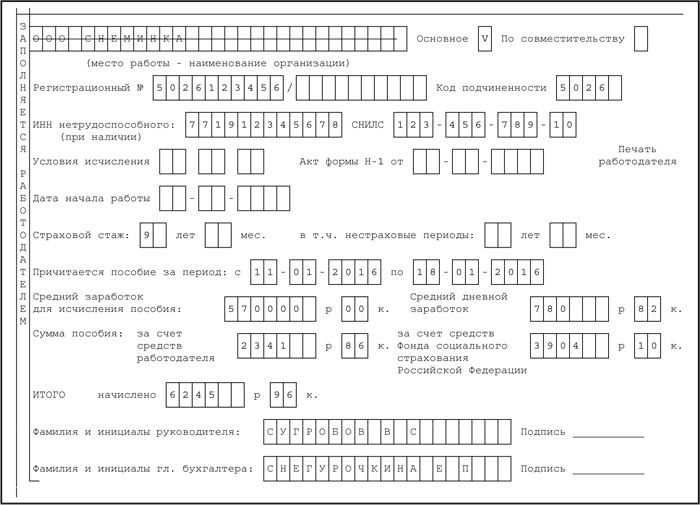 ЗАПОЛНЯЕТСЯ РАБОТОДАТЕЛЕМ
ООО СНЕМИНКА Основное V По совместительству
(место работы - наименование организации)
Регистрационный № 5026123456/ Код подчиненности 5026
ИНН нетрудоспособного: 771912345678 СНИЛС 123-456-789-10
(при наличии)
Условия исчисления Акт формы Н-1 от - - Печать работодателя
Дата начала работы - -
Страховой стаж: 9 лет мес. в т.ч. нестраховые периоды: лет мес.
Причитается пособие за период: с 11-01-2016 по 18-01-2016
Средний заработок для исчисления пособия: 570000 р 00 к. Средний дневной заработок 780 р 82 к.
Сумма пособия: за счет средств работодателя 2341 р 86 к. за счет средств Фонда социального страхования Российской Федерации 3904 р 10 к.
ИТОГО начислено 6245 р 96 к.
Фамилия и инициалы руководителя: СУГРОБОВ В С Подпись
Фамилия и инициалы гл. бухгалтера: СНЕГУРОЧКИНА Е П Подпись